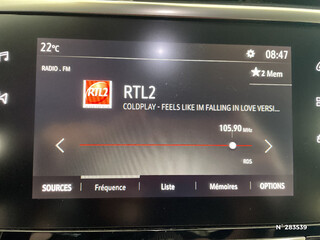 22°C 08:47
RADIO . FM
★2 Mem
RTL2
RTL2
COLDPLAY - FEELS LIKE IM FALLING IN LOVE VERSI...
105.90 MHz
RDS
SOURCES Fréquence Liste Mémoires OPTIONS
N° 283539